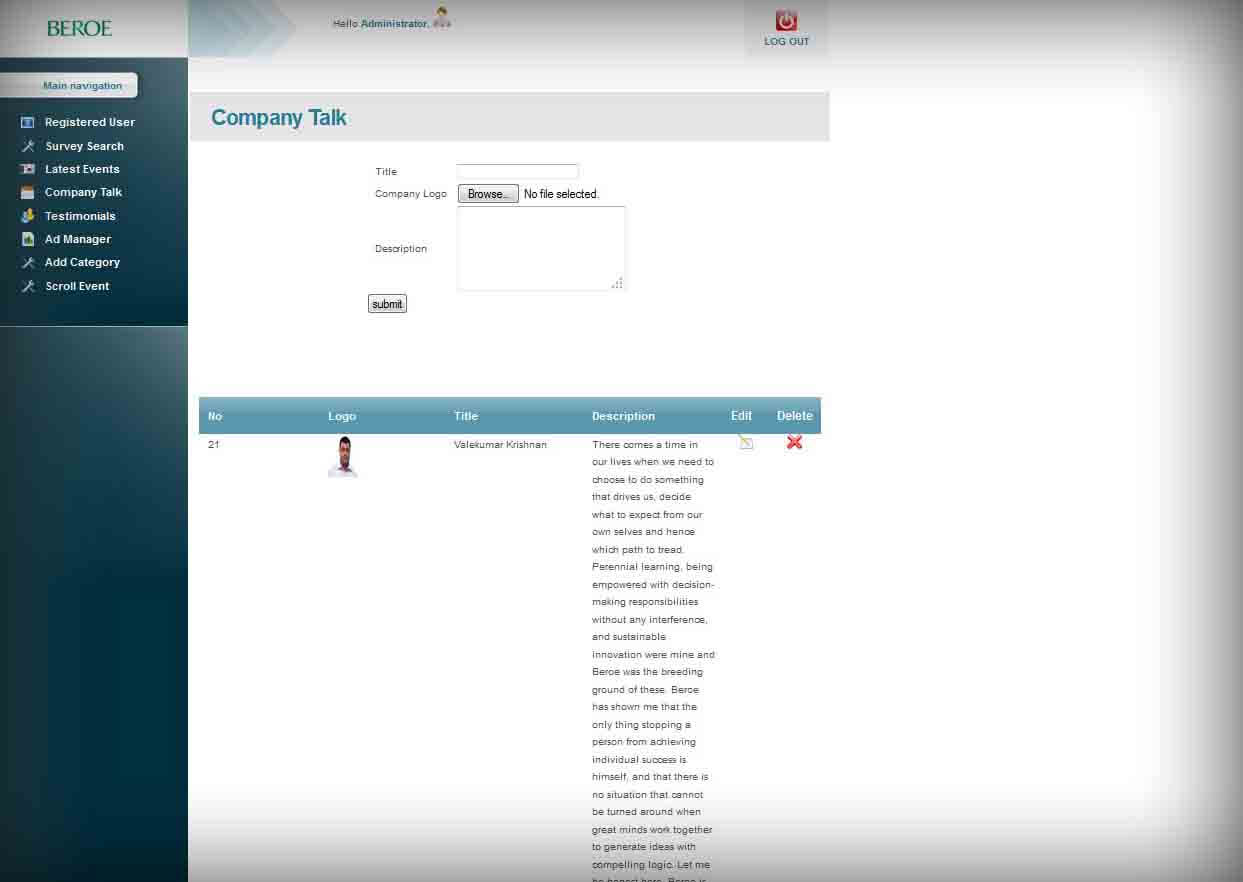 BEROE
Hello Administrator,
LOG OUT
Main navigation
Registered User
Survey Search
Latest Events
Company Talk
Testimonials
Ad Manager
Add Category
Scroll Event
Company Talk
Title
Company Logo Browse... No file selected.
Description
submit
No Logo Title Description Edit Delete
21 Valekumar Krishnan There comes a time in
our lives when we need to
choose to do something
that drives us, decide
what to expect from our
own selves and hence
which path to tread.
Perennial learning, being
empowered with decision-
making responsibilities
without any interference,
and sustainable
innovation were mine and
Beroe was the breeding
ground of these. Beroe
has shown me that the
only thing stopping a
person from achieving
individual success is
himself, and that there is
no situation that cannot
be turned around when
great minds work together
to generate ideas with
compelling logic. Let me
be honest here, Beroe is